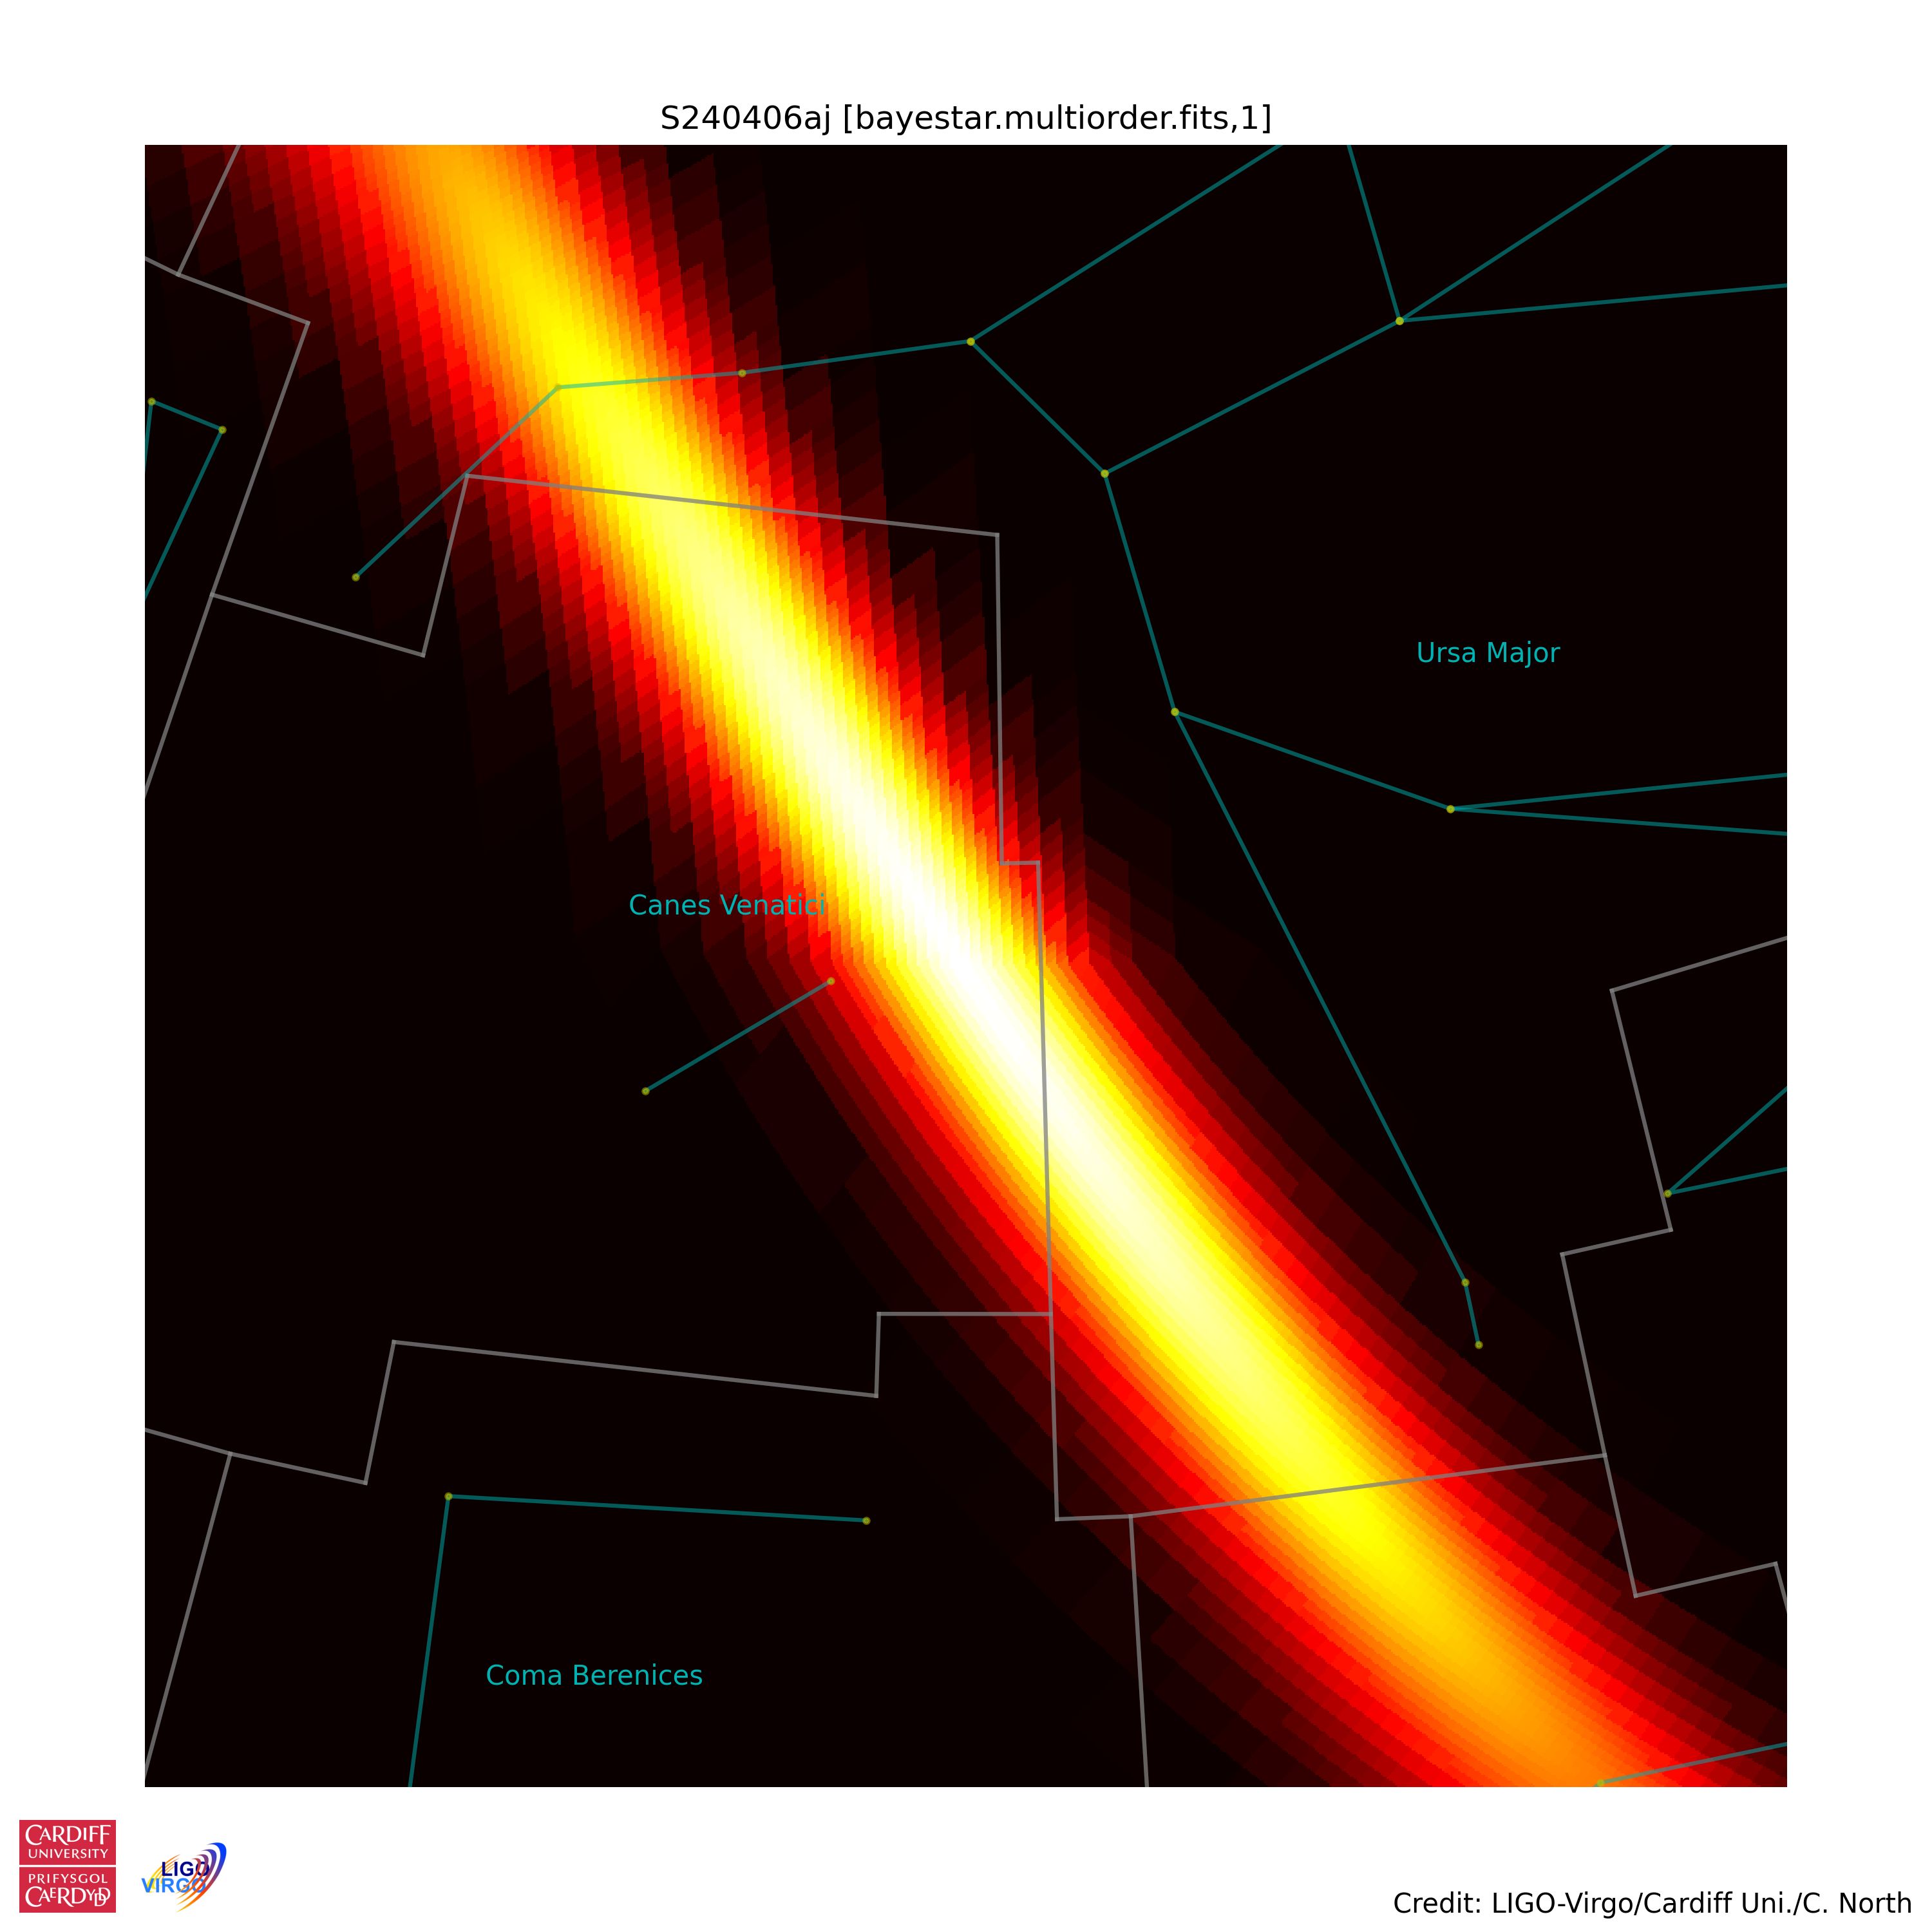 S240406aj [bayestar.multiorder.fits,1]
Ursa Major
Canes Venatici
Coma Berenices
CARDIFF
UNIVERSITY
PRIFYSGOL
CAERDYDD
LIGO
VIRGO
Credit: LIGO-Virgo/Cardiff Uni./C. North